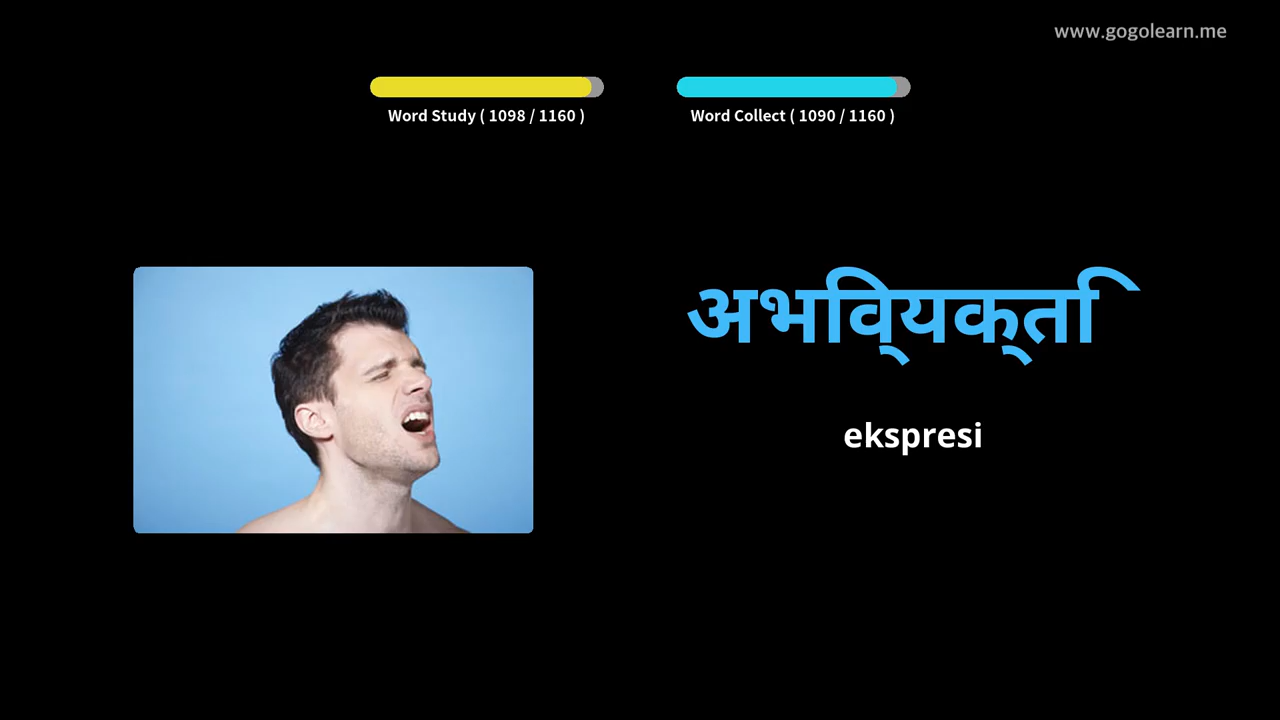 www.gogolearn.me
Word Study ( 1098 / 1160 )
Word Collect ( 1090 / 1160 )
अभिव्यक्ति
ekspresi